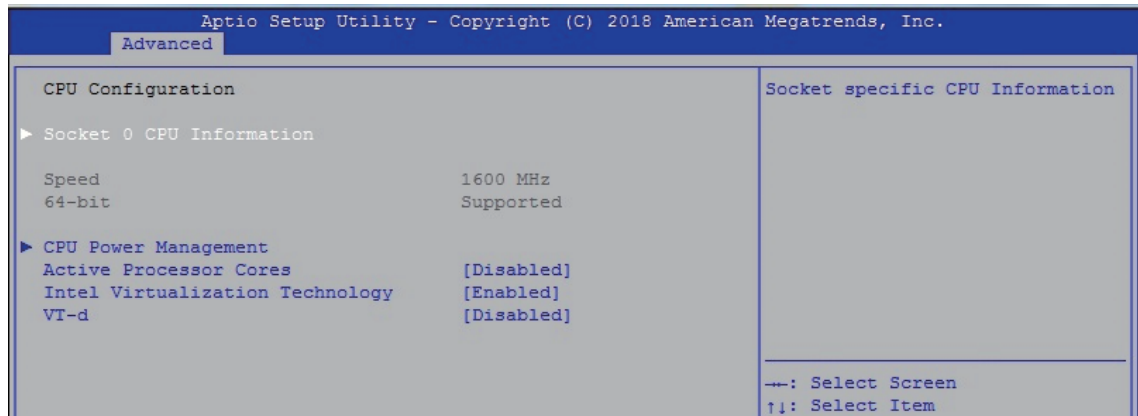 Aptio Setup Utility - Copyright (C) 2018 American Megatrends, Inc.
Advanced
CPU Configuration
Socket specific CPU Information
▶ Socket 0 CPU Information
Speed 1600 MHz
64-bit Supported
▶ CPU Power Management
Active Processor Cores [Disabled]
Intel Virtualization Technology [Enabled]
VT-d [Disabled]
→←: Select Screen
↑↓: Select Item